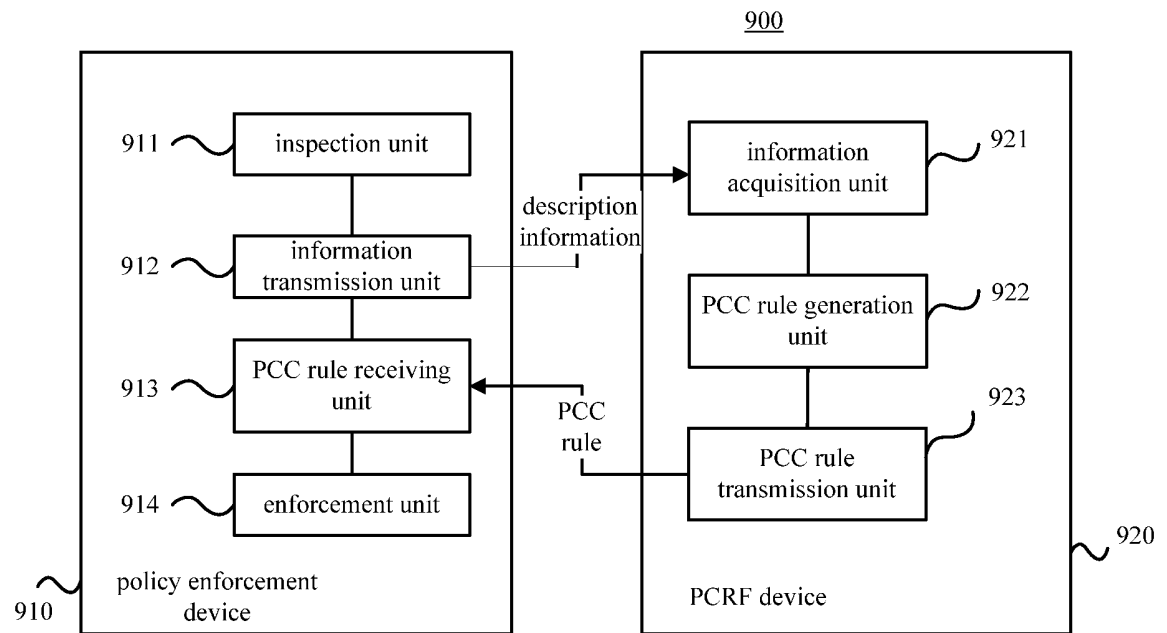 900
911
inspection unit
912
information
transmission unit
913
PCC rule receiving
unit
914
enforcement unit
910
policy enforcement
device
description
information
PCC
rule
information
acquisition unit
921
PCC rule generation
unit
922
PCC rule
transmission unit
923
920
PCRF device